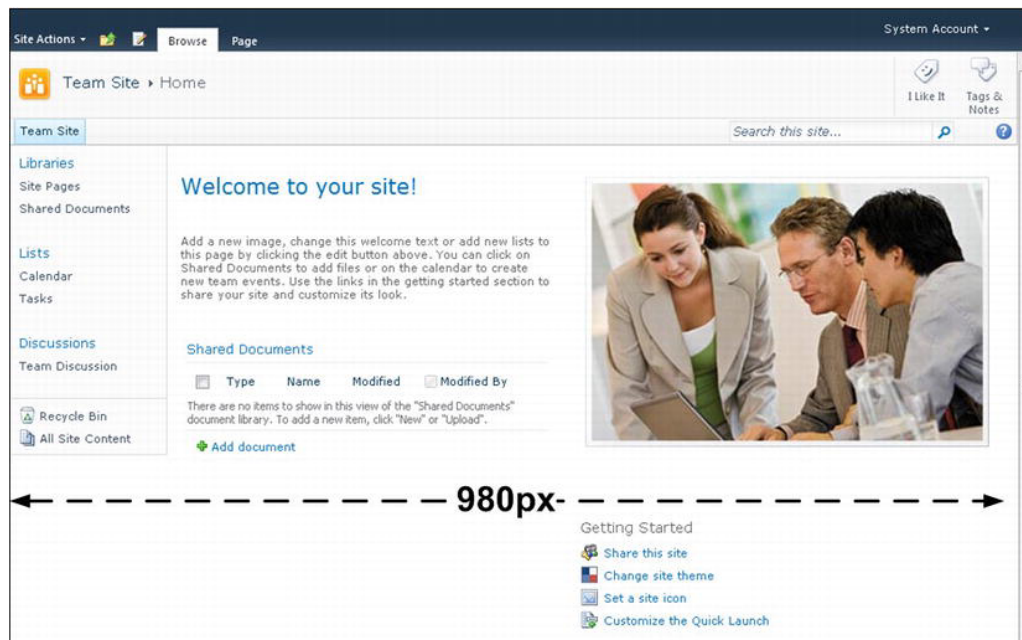 Site Actions
Browse
Page
System Account
Team Site ▸ Home
I Like It
Tags &
Notes
Team Site
Search this site...
Libraries
Site Pages
Shared Documents
Lists
Calendar
Tasks
Discussions
Team Discussion
Recycle Bin
All Site Content
Welcome to your site!
Add a new image, change this welcome text or add new lists to
this page by clicking the edit button above. You can click on
Shared Documents to add files or on the calendar to create
new team events. Use the links in the getting started section to
share your site and customize its look.
Shared Documents
Type Name Modified Modified By
There are no items to show in this view of the "Shared Documents"
document library. To add a new item, click "New" or "Upload".
Add document
980px
Getting Started
Share this site
Change site theme
Set a site icon
Customize the Quick Launch